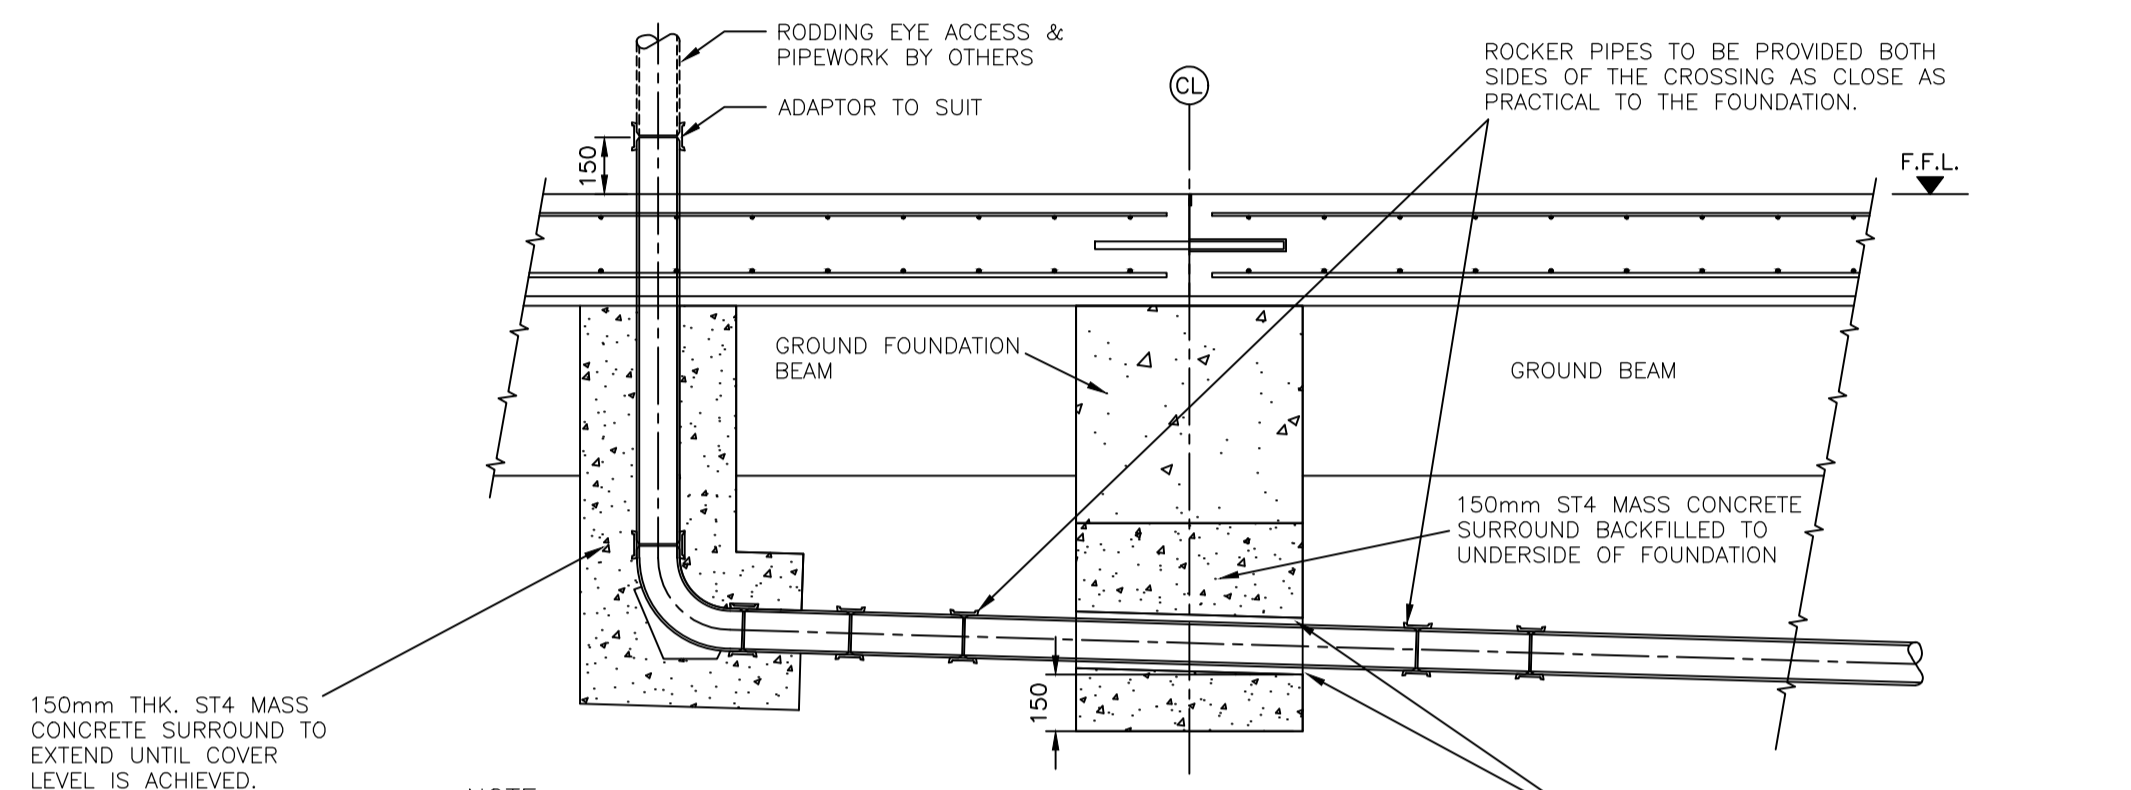 RODDING EYE ACCESS &
PIPEWORK BY OTHERS
ADAPTOR TO SUIT
CL
ROCKER PIPES TO BE PROVIDED BOTH
SIDES OF THE CROSSING AS CLOSE AS
PRACTICAL TO THE FOUNDATION.
F.F.L.
150
GROUND FOUNDATION
BEAM
GROUND BEAM
150mm ST4 MASS CONCRETE
SURROUND BACKFILLED TO
UNDERSIDE OF FOUNDATION
150
150mm THK. ST4 MASS
CONCRETE SURROUND TO
EXTEND UNTIL COVER
LEVEL IS ACHIEVED.